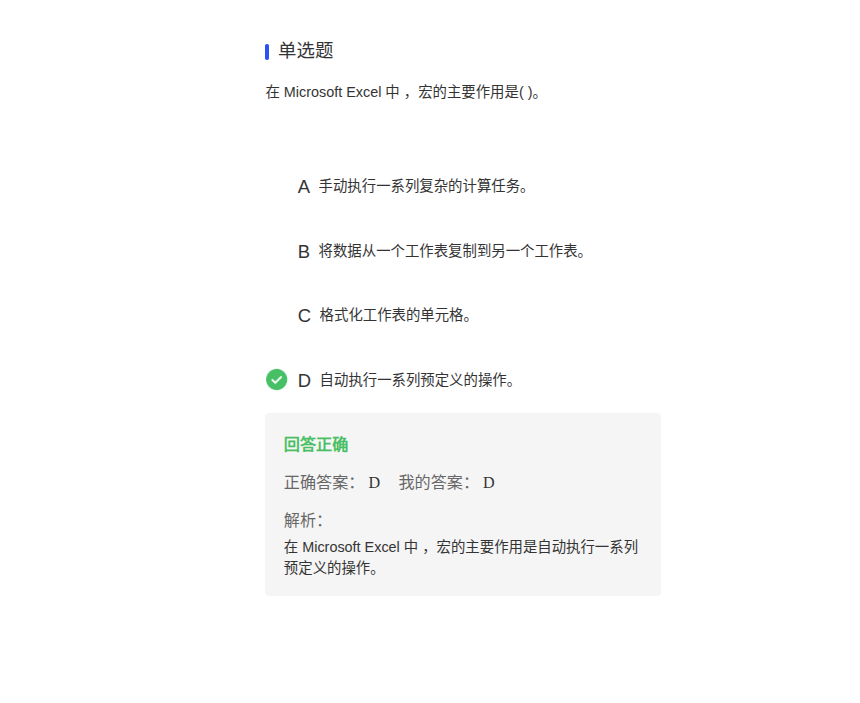 单选题
在 Microsoft Excel 中 ，宏的主要作用是( )。
A 手动执行一系列复杂的计算任务。
B 将数据从一个工作表复制到另一个工作表。
C 格式化工作表的单元格。
D 自动执行一系列预定义的操作。
回答正确
正确答案： D 我的答案： D
解析：
在 Microsoft Excel 中 ，宏的主要作用是自动执行一系列
预定义的操作。